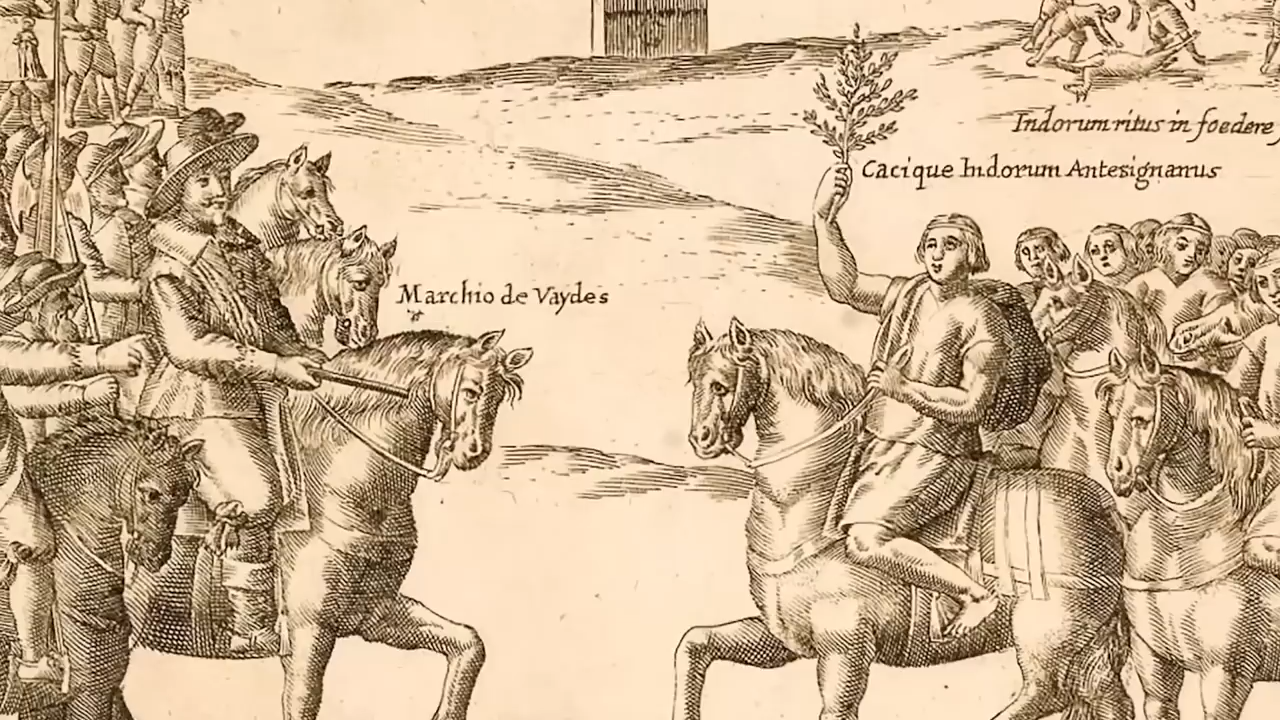 Indorum ritus in foedere
Cacique Indorum Antesignanus
Marchio de Vaydes